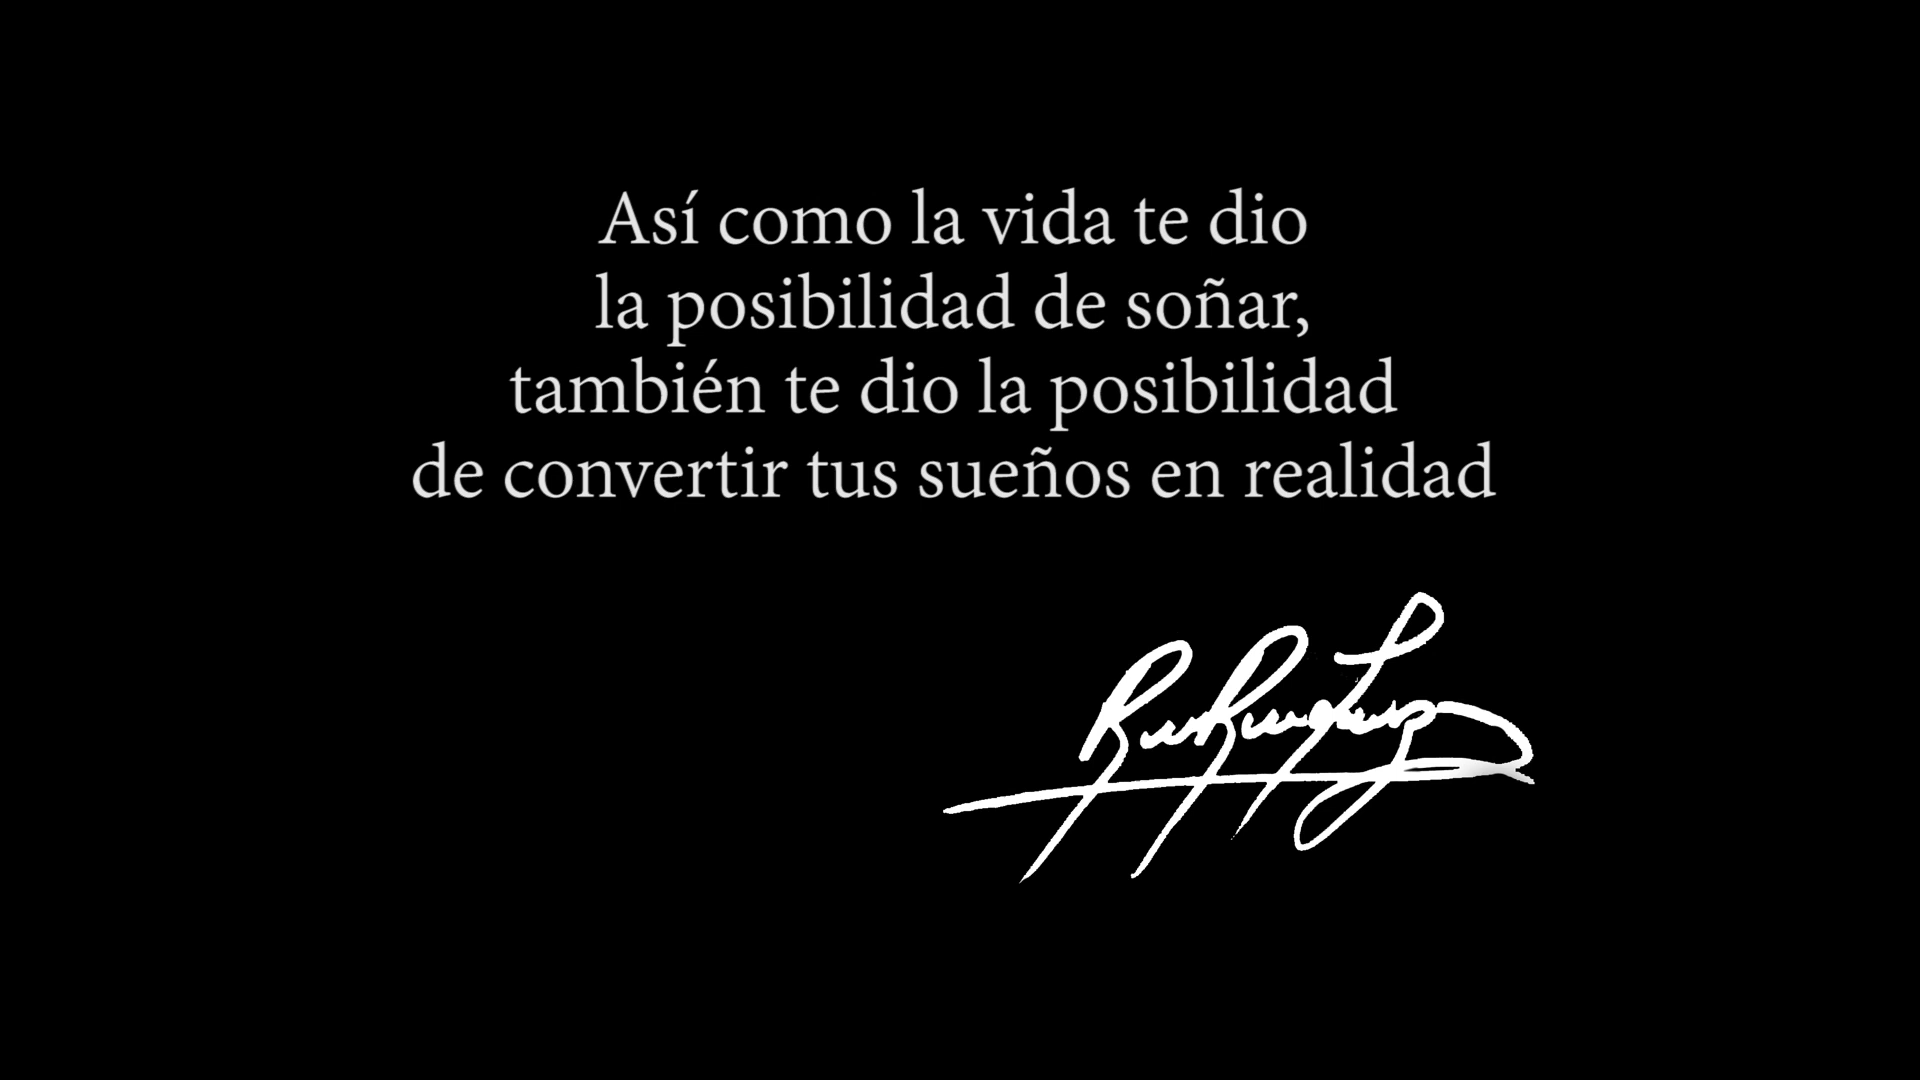 Así como la vida te dio
la posibilidad de soñar,
también te dio la posibilidad
de convertir tus sueños en realidad